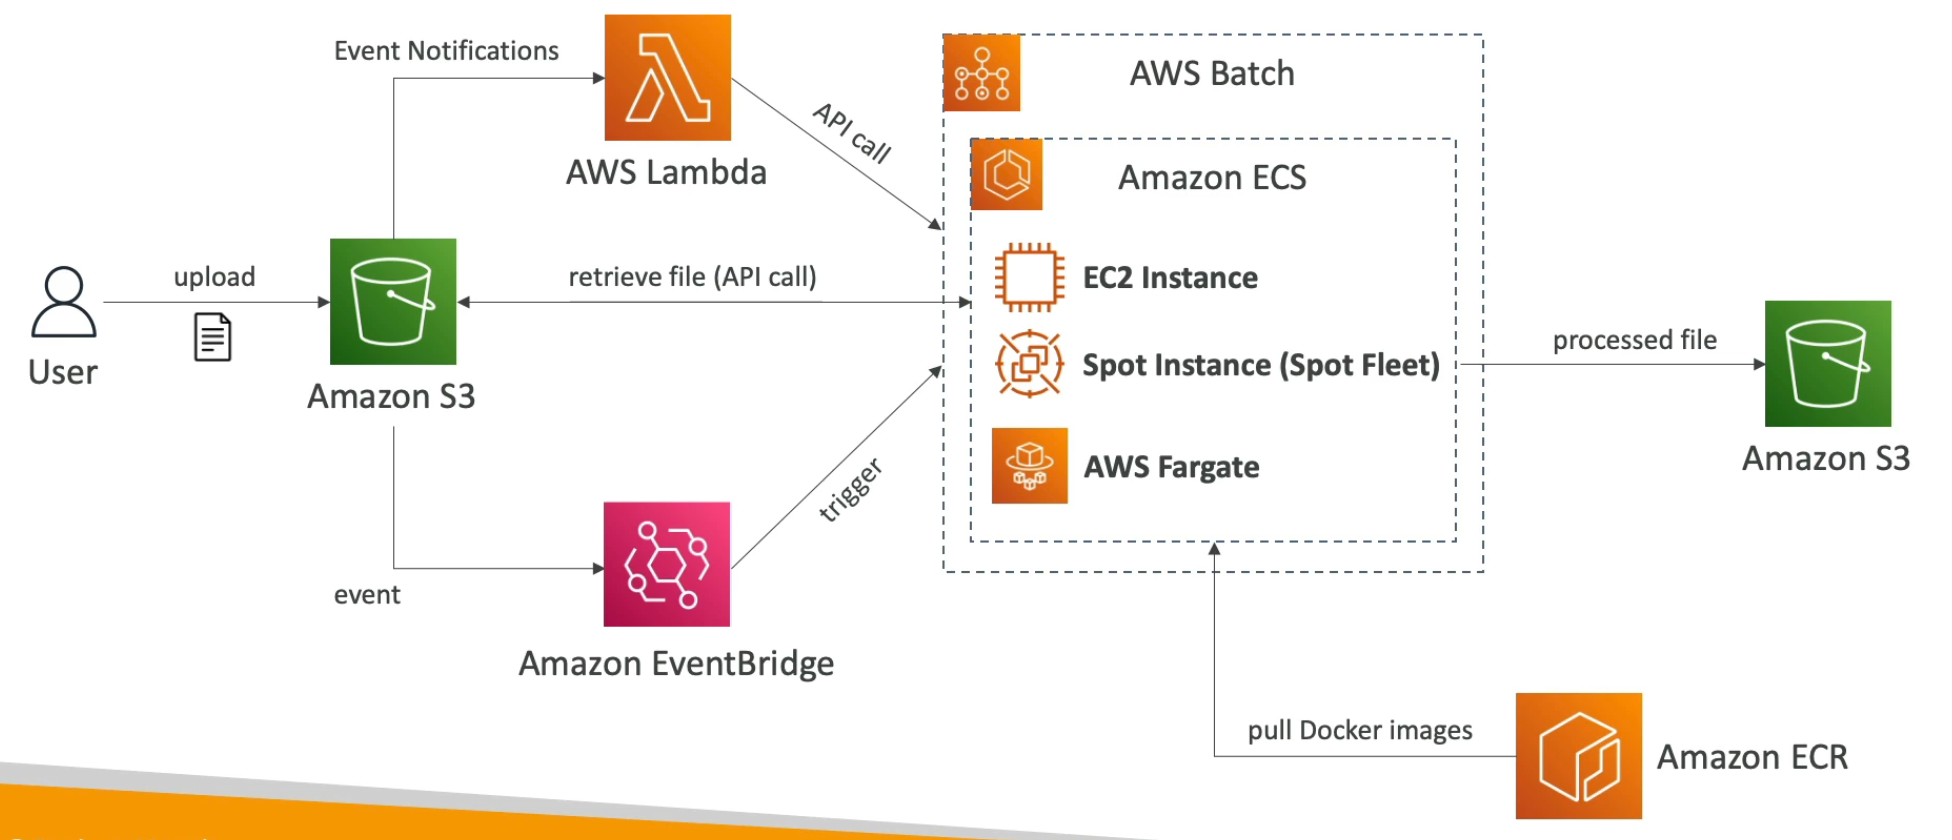 Event Notifications
AWS Lambda
API call
AWS Batch
Amazon ECS
EC2 Instance
Spot Instance (Spot Fleet)
AWS Fargate
upload
User
Amazon S3
retrieve file (API call)
event
trigger
Amazon EventBridge
processed file
Amazon S3
pull Docker images
Amazon ECR